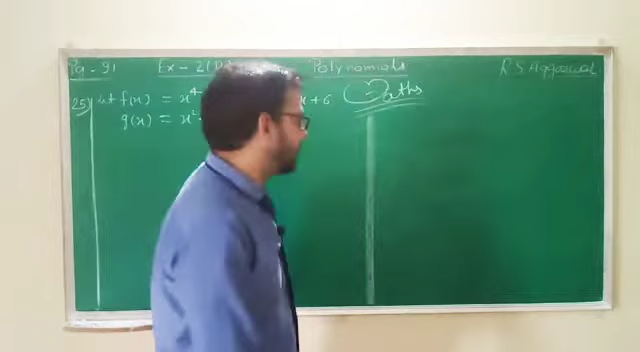 Pg - 91 Ex - 2(D) Polynomials R S Aggarwal
25) Let f(x) = x⁴ x + 6 Maths
g(x) = x²